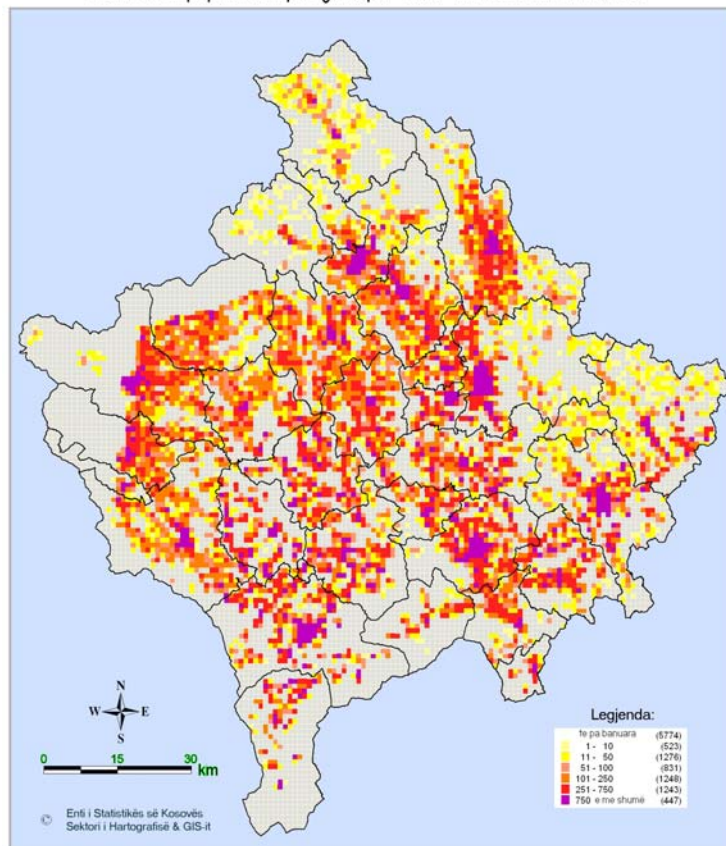 N
W E
S
0 15 30
km
© Enti i Statistikës së Kosovës
Sektori i Hartografisë & GIS-it
Legjenda:
te pa banuara (5774)
1 - 10 (523)
11 - 50 (1276)
51 - 100 (831)
101 - 250 (1248)
251 - 750 (1243)
750 e me shumë (447)